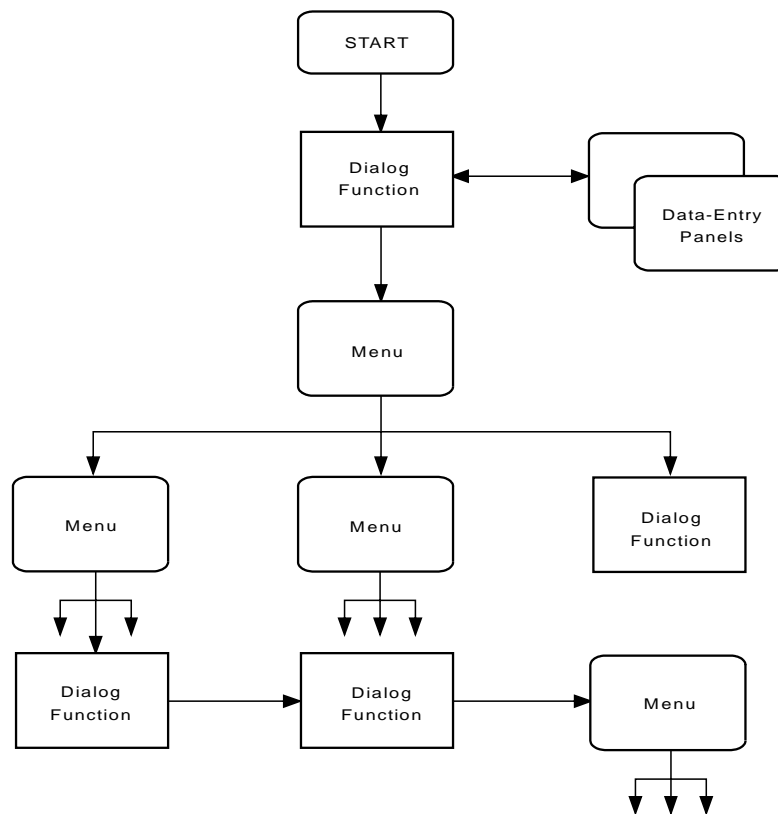 START
Dialog
Function
Data-Entry
Panels
Menu
Menu
Menu
Dialog
Function
Dialog
Function
Dialog
Function
Menu